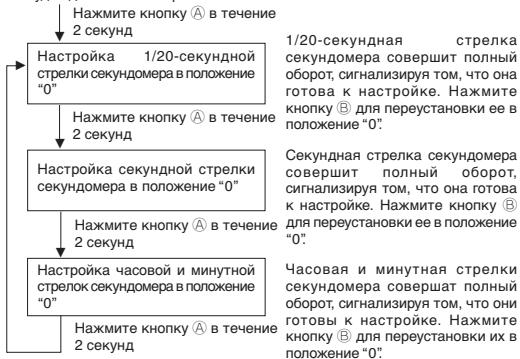 Нажмите кнопку Ⓐ в течение
2 секунд
Настройка 1/20-секундной
стрелки секундомера в положение
“0”
Нажмите кнопку Ⓐ в течение
2 секунд
Настройка секундной стрелки
секундомера в положение “0”
Нажмите кнопку Ⓐ в течение
2 секунд
Настройка часовой и минутной
стрелок секундомера в положение
“0”
Нажмите кнопку Ⓐ в течение
2 секунд
1/20-секундная стрелка
секундомера совершит полный
оборот, сигнализируя том, что она
готова к настройке. Нажмите
кнопку Ⓑ для переустановки ее в
положение “0”.
Секундная стрелка секундомера
совершит полный оборот,
сигнализируя том, что она готова
к настройке. Нажмите кнопку Ⓑ
для переустановки ее в положение
“0”.
Часовая и минутная стрелки
секундомера совершат полный
оборот, сигнализируя том, что они
готовы к настройке. Нажмите
кнопку Ⓑ для переустановки их в
положение “0”.